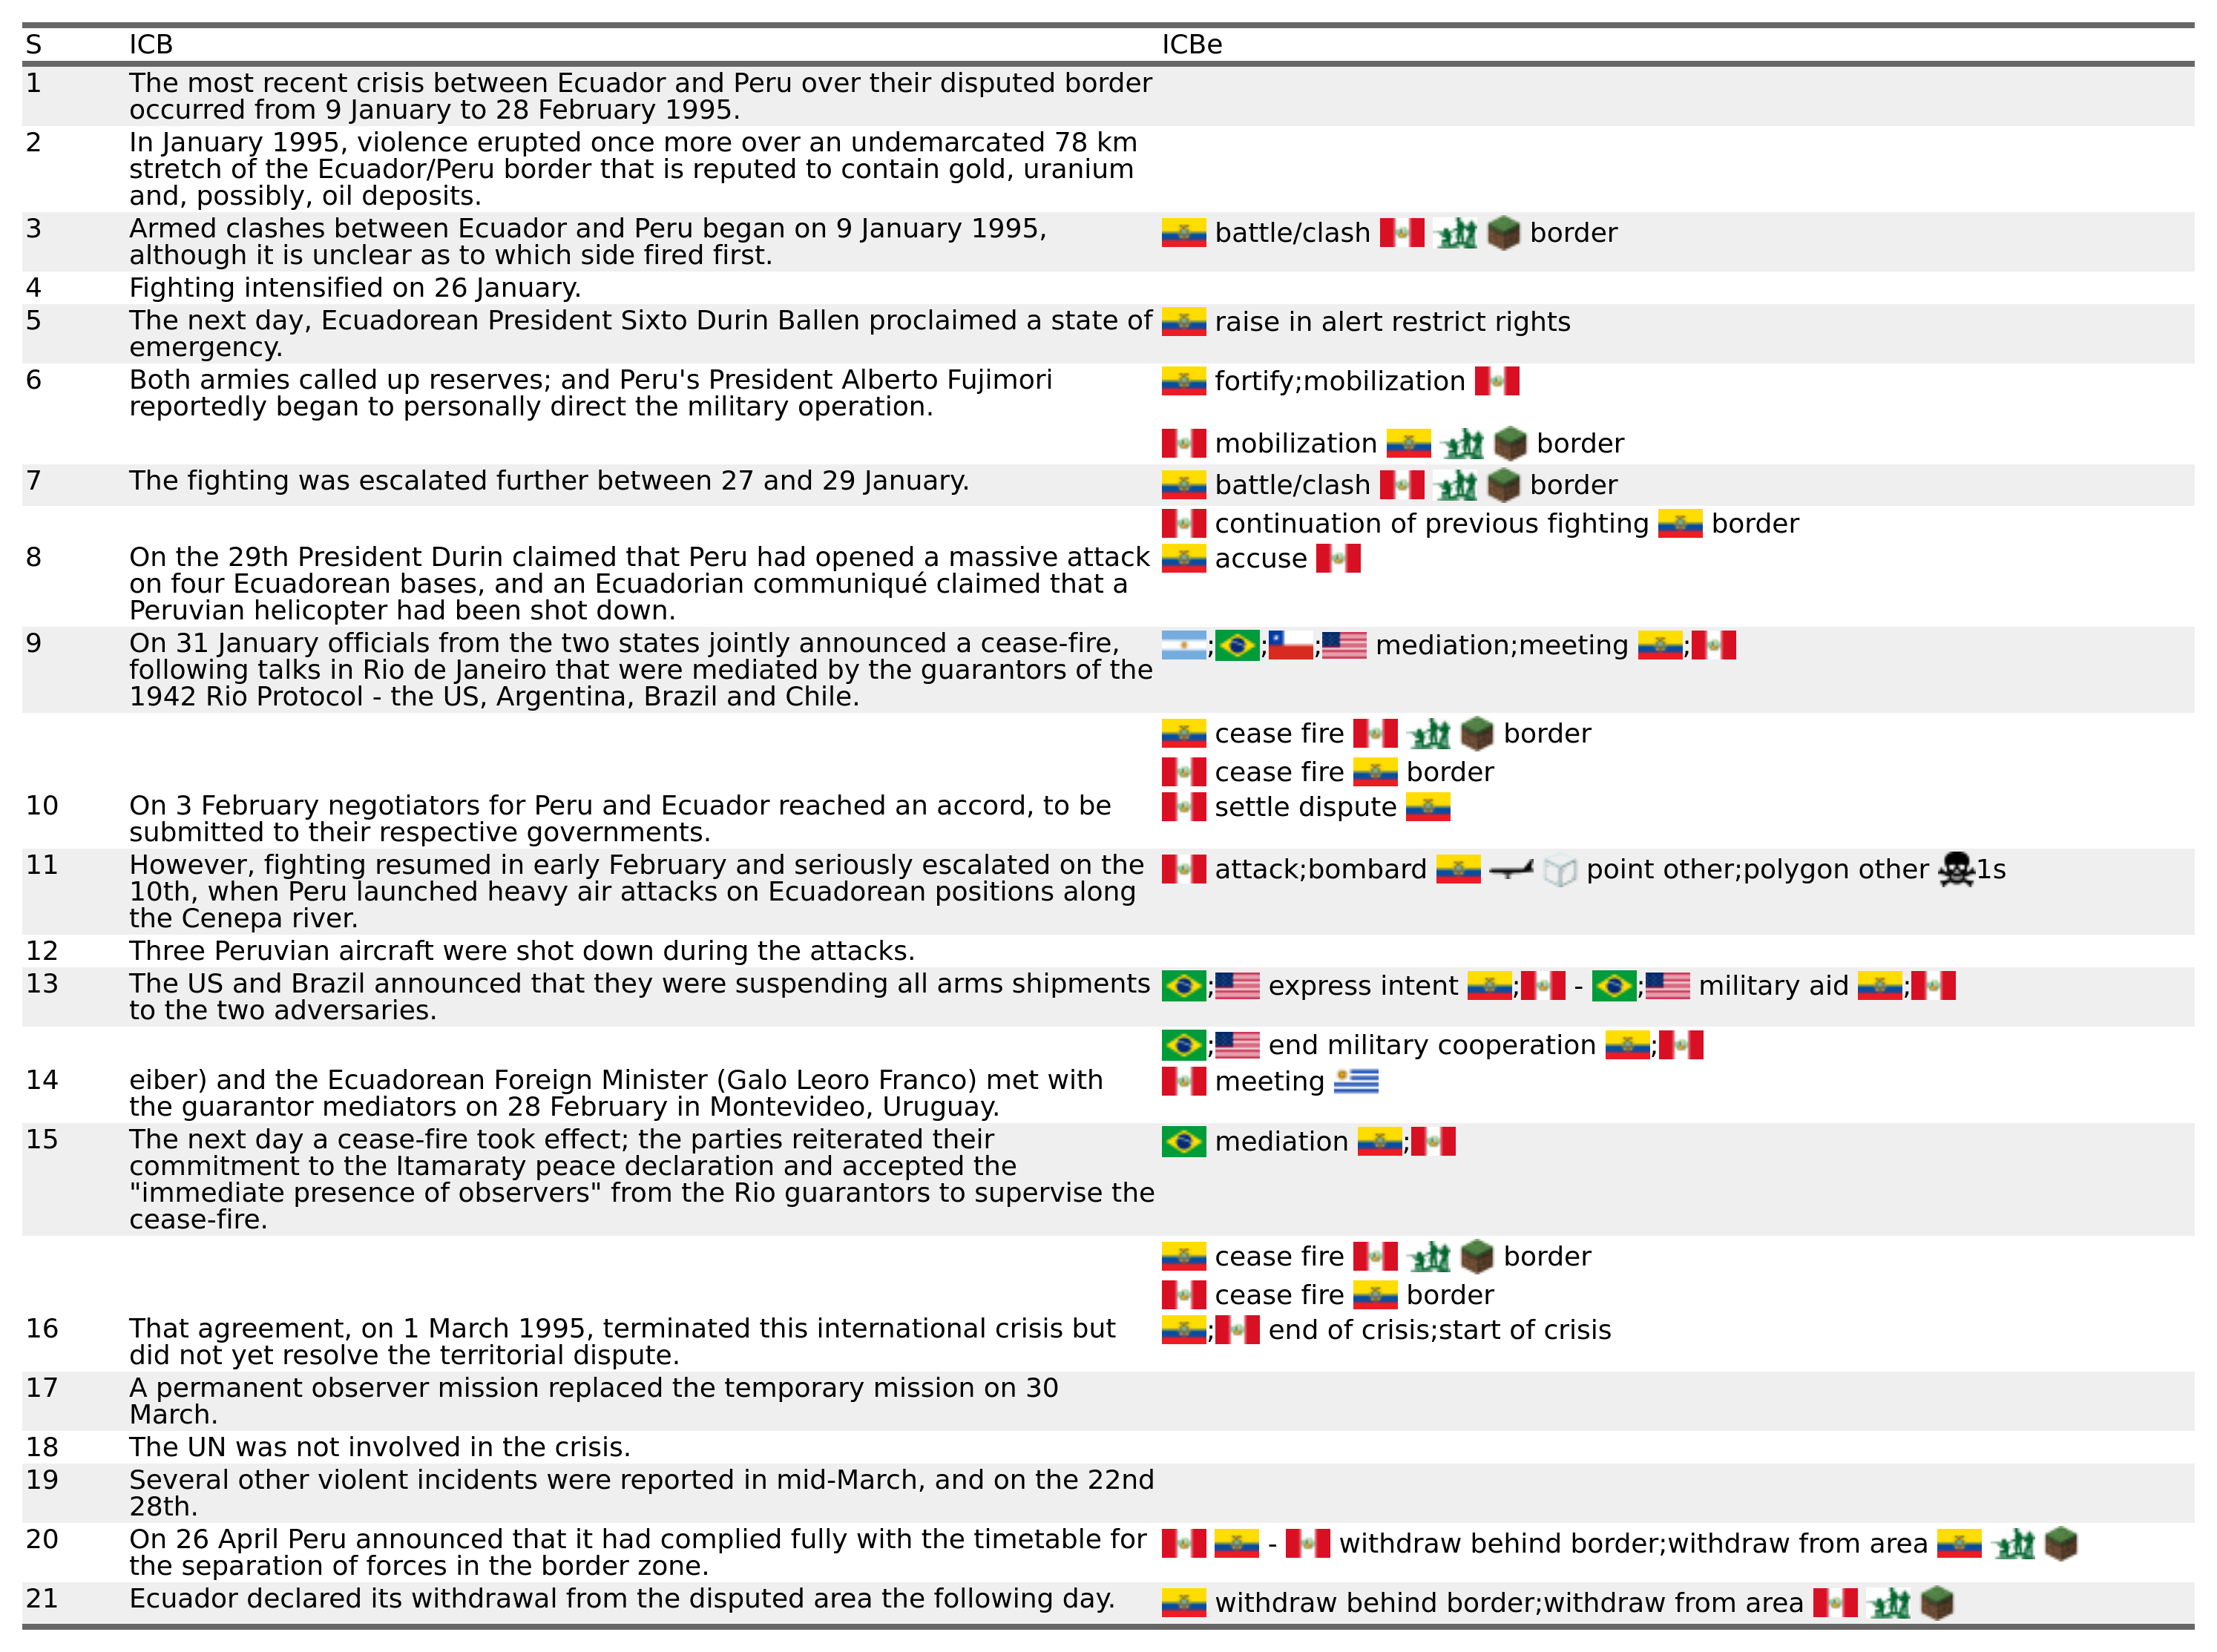 S ICB ICBe
1 The most recent crisis between Ecuador and Peru over their disputed border
occurred from 9 January to 28 February 1995.
2 In January 1995, violence erupted once more over an undemarcated 78 km
stretch of the Ecuador/Peru border that is reputed to contain gold, uranium
and, possibly, oil deposits.
3 Armed clashes between Ecuador and Peru began on 9 January 1995, battle/clash border
although it is unclear as to which side fired first.
4 Fighting intensified on 26 January.
5 The next day, Ecuadorean President Sixto Durin Ballen proclaimed a state of raise in alert restrict rights
emergency.
6 Both armies called up reserves; and Peru's President Alberto Fujimori fortify;mobilization
reportedly began to personally direct the military operation.
mobilization border
7 The fighting was escalated further between 27 and 29 January. battle/clash border
continuation of previous fighting border
8 On the 29th President Durin claimed that Peru had opened a massive attack accuse
on four Ecuadorean bases, and an Ecuadorian communiqué claimed that a
Peruvian helicopter had been shot down.
9 On 31 January officials from the two states jointly announced a cease-fire, ; ; ; mediation;meeting ;
following talks in Rio de Janeiro that were mediated by the guarantors of the
1942 Rio Protocol - the US, Argentina, Brazil and Chile.
cease fire border
cease fire border
10 On 3 February negotiators for Peru and Ecuador reached an accord, to be settle dispute
submitted to their respective governments.
11 However, fighting resumed in early February and seriously escalated on the attack;bombard point other;polygon other 1s
10th, when Peru launched heavy air attacks on Ecuadorean positions along
the Cenepa river.
12 Three Peruvian aircraft were shot down during the attacks.
13 The US and Brazil announced that they were suspending all arms shipments ; express intent ; - ; military aid ;
to the two adversaries.
; end military cooperation ;
14 eiber) and the Ecuadorean Foreign Minister (Galo Leoro Franco) met with meeting
the guarantor mediators on 28 February in Montevideo, Uruguay.
15 The next day a cease-fire took effect; the parties reiterated their mediation ;
commitment to the Itamaraty peace declaration and accepted the
"immediate presence of observers" from the Rio guarantors to supervise the
cease-fire.
cease fire border
cease fire border
16 That agreement, on 1 March 1995, terminated this international crisis but ; end of crisis;start of crisis
did not yet resolve the territorial dispute.
17 A permanent observer mission replaced the temporary mission on 30
March.
18 The UN was not involved in the crisis.
19 Several other violent incidents were reported in mid-March, and on the 22nd
28th.
20 On 26 April Peru announced that it had complied fully with the timetable for - withdraw behind border;withdraw from area
the separation of forces in the border zone.
21 Ecuador declared its withdrawal from the disputed area the following day. withdraw behind border;withdraw from area